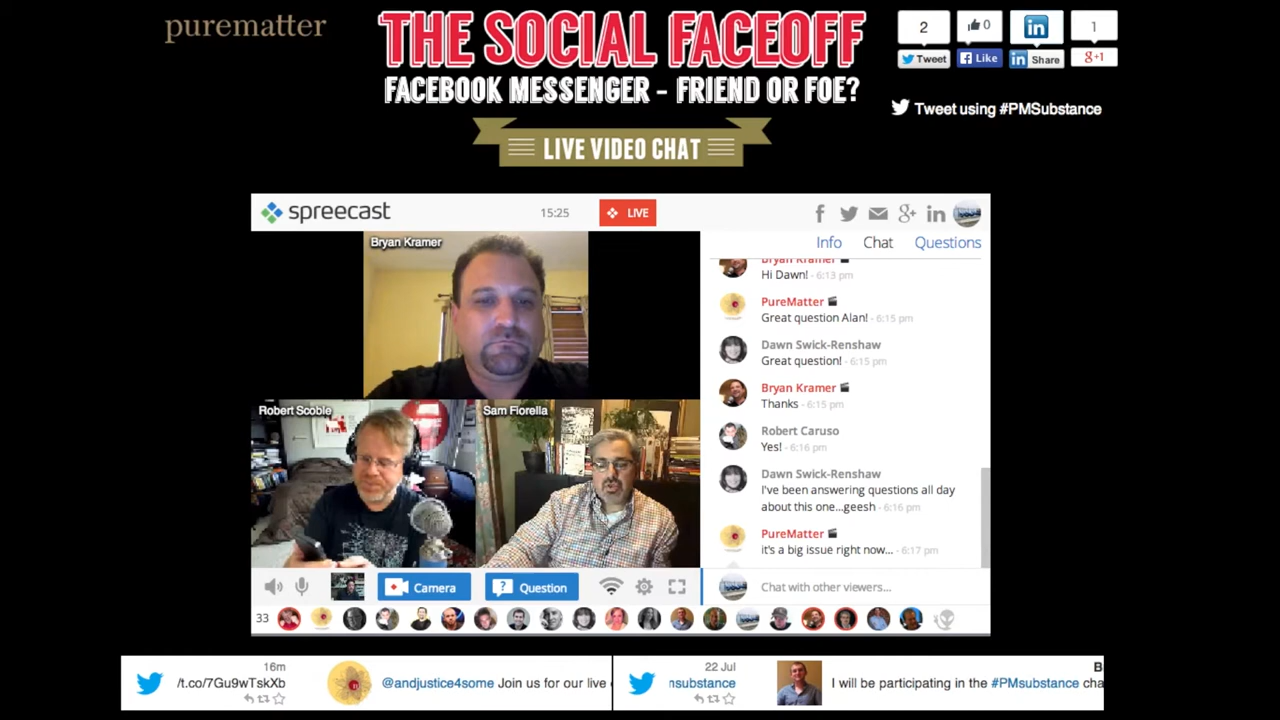 purematter
THE SOCIAL FACEOFF
FACEBOOK MESSENGER - FRIEND OR FOE?
LIVE VIDEO CHAT
2
0
1
Tweet
Like
in Share
g+1
Tweet using #PMSubstance
spreecast
15:25
LIVE
Info Chat Questions
Bryan Kramer
Robert Scoble
Sam Fiorella
Bryan Kramer
Hi Dawn! - 6:13 pm
PureMatter
Great question Alan! - 6:15 pm
Dawn Swick-Renshaw
Great question! - 6:15 pm
Bryan Kramer
Thanks - 6:15 pm
Robert Caruso
Yes! - 6:16 pm
Dawn Swick-Renshaw
I've been answering questions all day
about this one...geesh - 6:16 pm
PureMatter
it's a big issue right now... - 6:17 pm
Camera
Question
Chat with other viewers...
33
16m
/t.co/7Gu9wTskXb
@andjustice4some Join us for our live
22 Jul
nsubstance
B
I will be participating in the #PMsubstance cha